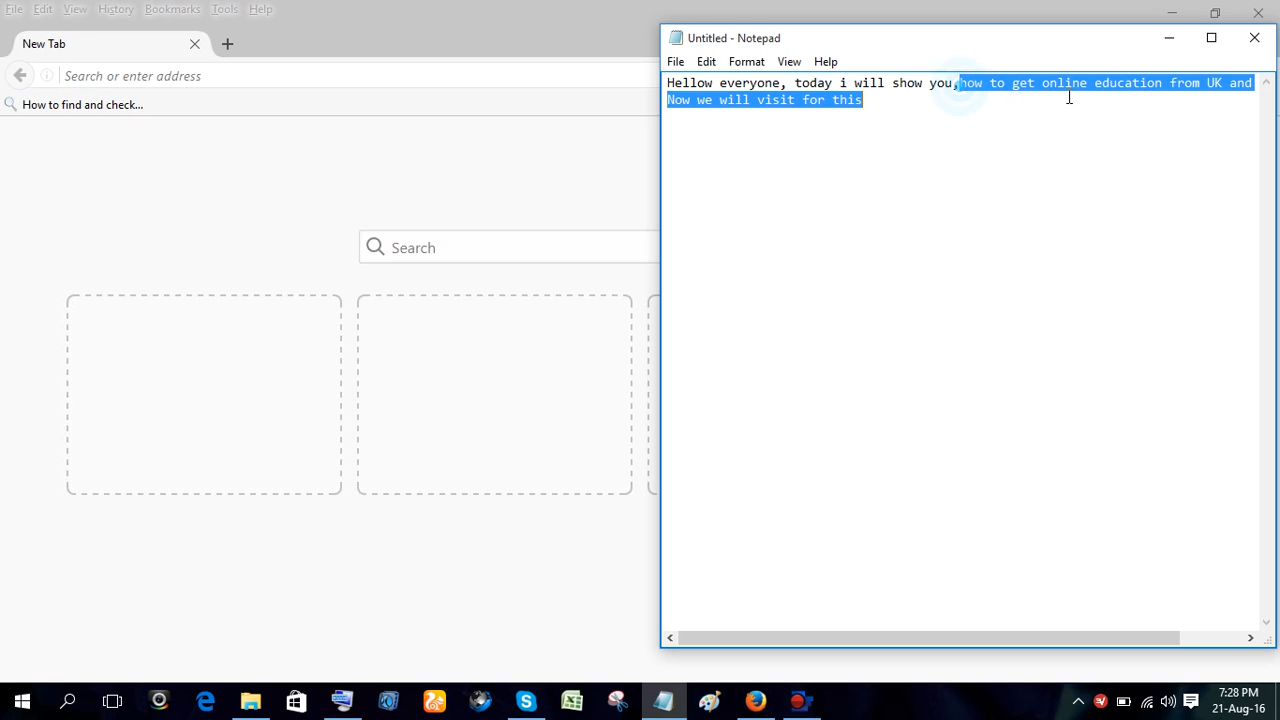 File Edit View History Bookmarks Tools Help
New Tab
Search or enter address
How to find and check...
Search
Untitled - Notepad
File Edit Format View Help
Hellow everyone, today i will show you,how to get online education from UK and
Now we will visit for this
7:28 PM
21-Aug-16